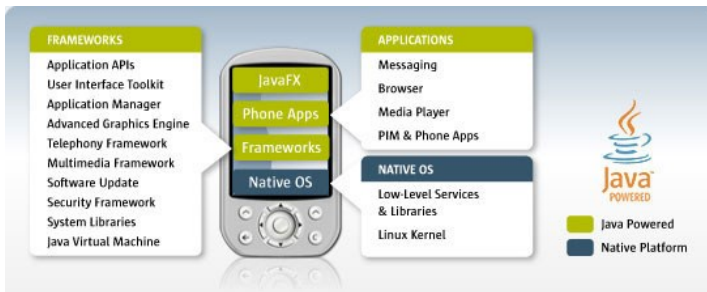 FRAMEWORKS
Application APIs
User Interface Toolkit
Application Manager
Advanced Graphics Engine
Telephony Framework
Multimedia Framework
Software Update
Security Framework
System Libraries
Java Virtual Machine
JavaFX
Phone Apps
Frameworks
Native OS
C
APPLICATIONS
Messaging
Browser
Media Player
PIM & Phone Apps
NATIVE OS
Low-Level Services
& Libraries
Linux Kernel
Java™
POWERED
Java Powered
Native Platform